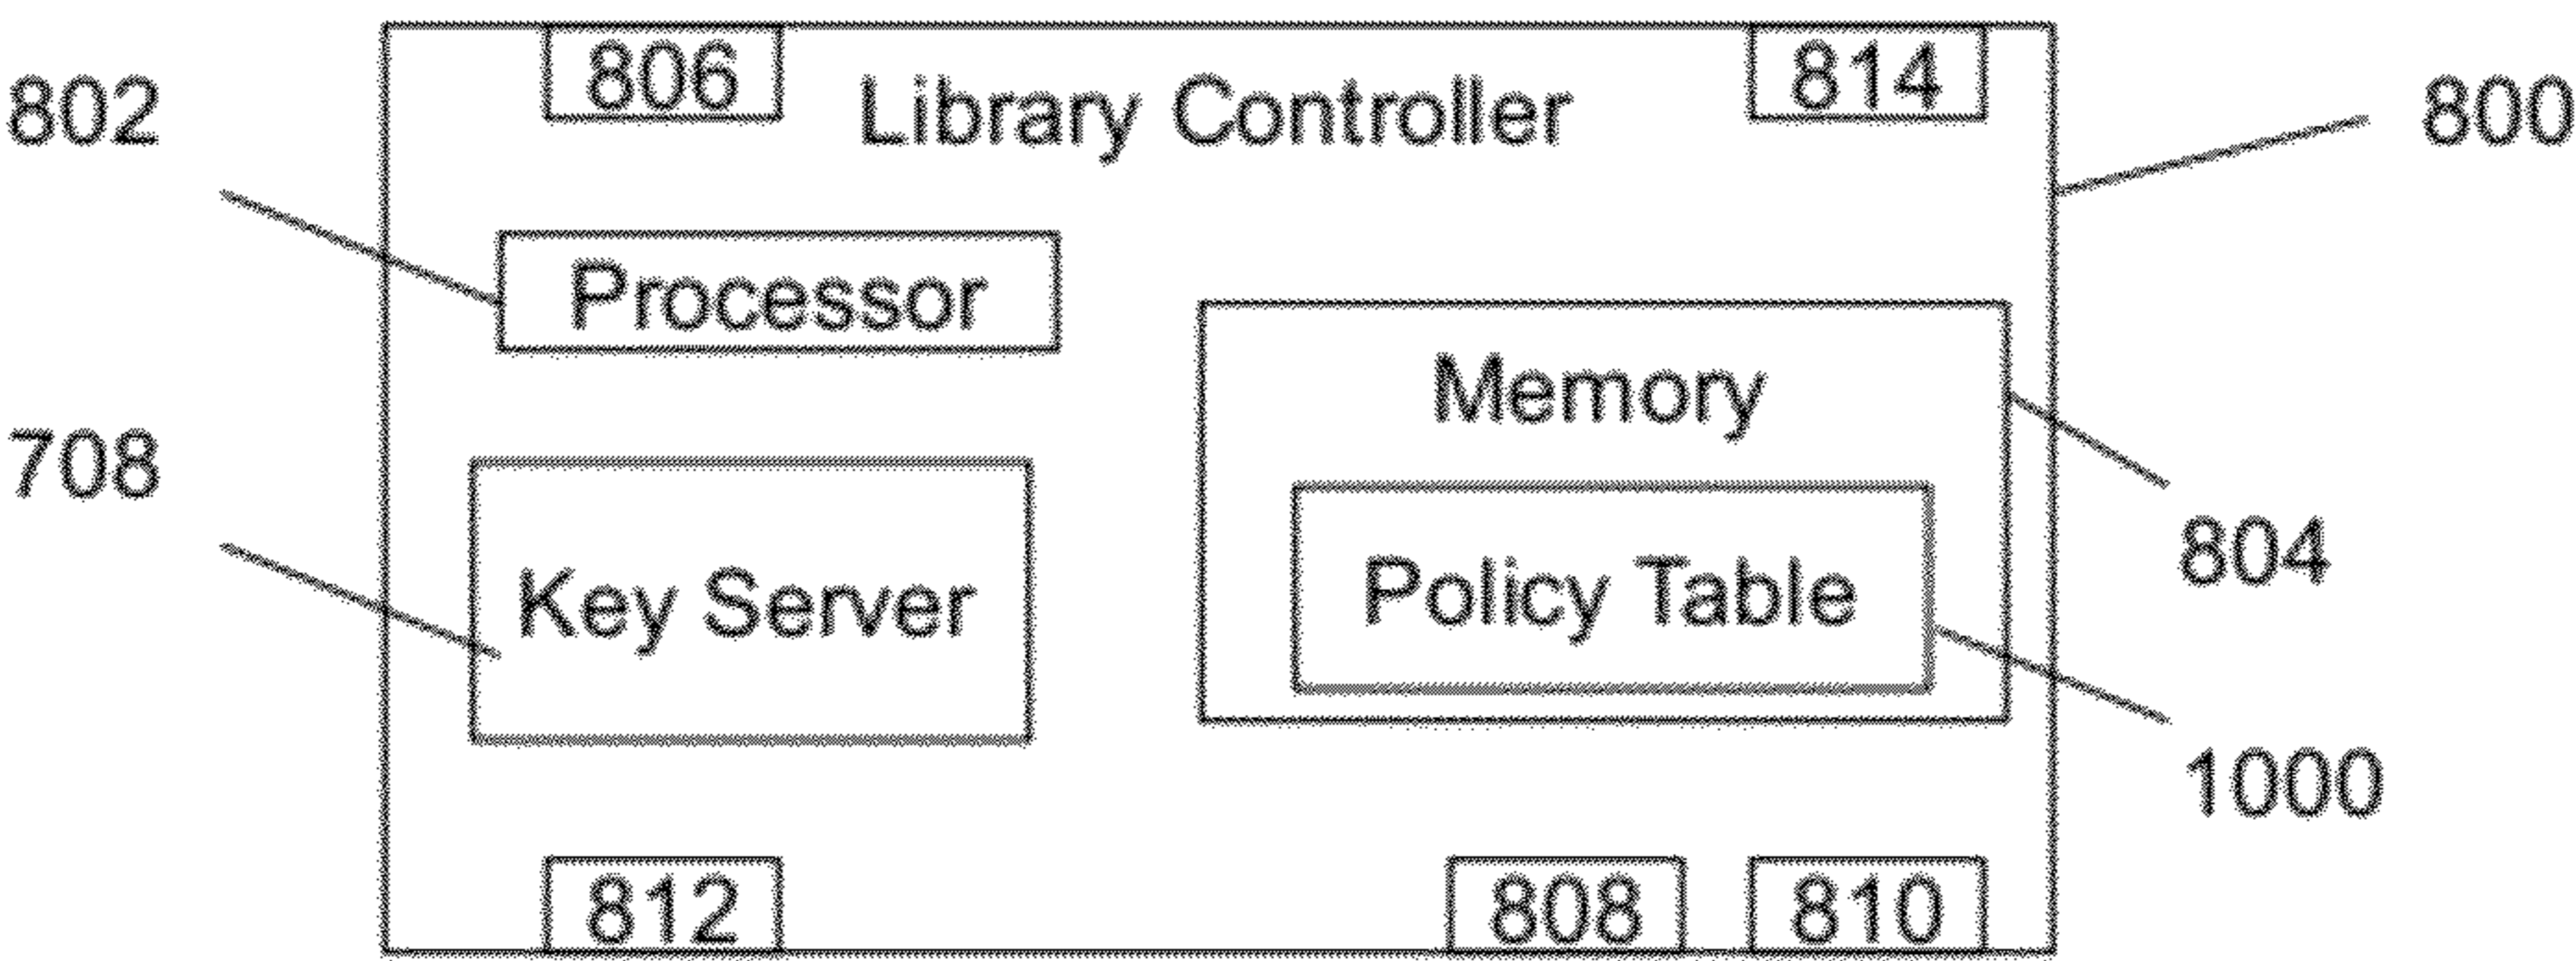 806
814
802
Library Controller
800
Processor
Memory
708
Key Server
Policy Table
804
1000
812
808
810